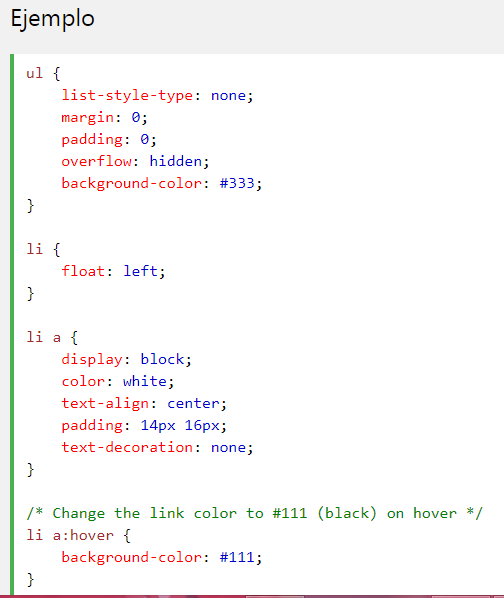 Ejemplo
ul {
    list-style-type: none;
    margin: 0;
    padding: 0;
    overflow: hidden;
    background-color: #333;
}
li {
    float: left;
}
li a {
    display: block;
    color: white;
    text-align: center;
    padding: 14px 16px;
    text-decoration: none;
}
/* Change the link color to #111 (black) on hover */
li a:hover {
    background-color: #111;
}